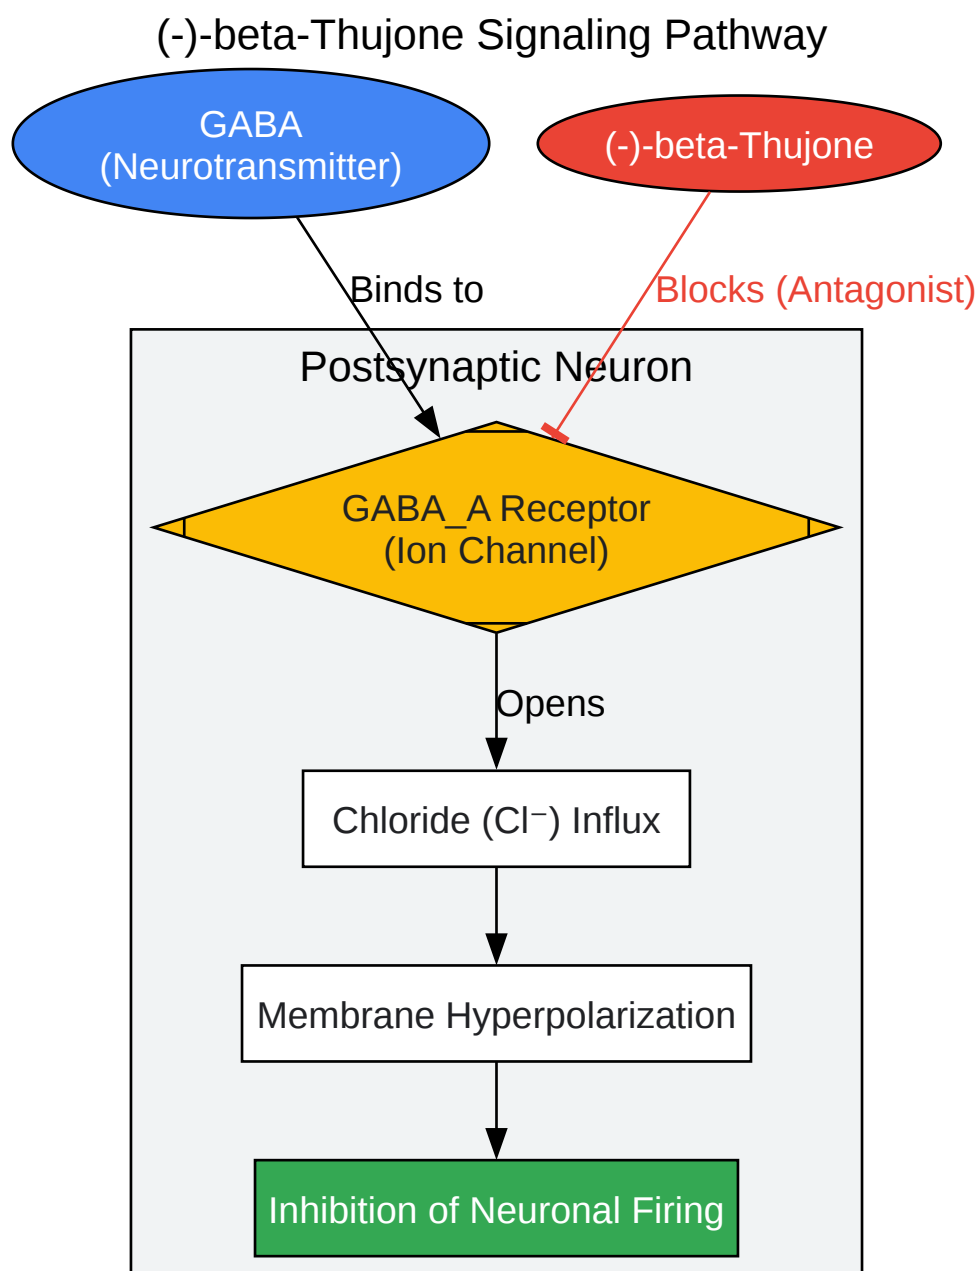 (-)-beta-Thujone Signaling Pathway
GABA
(Neurotransmitter)
(-)-beta-Thujone
Binds to
Blocks (Antagonist)
Postsynaptic Neuron
GABA_A Receptor
(Ion Channel)
Opens
Chloride (Cl⁻) Influx
Membrane Hyperpolarization
Inhibition of Neuronal Firing